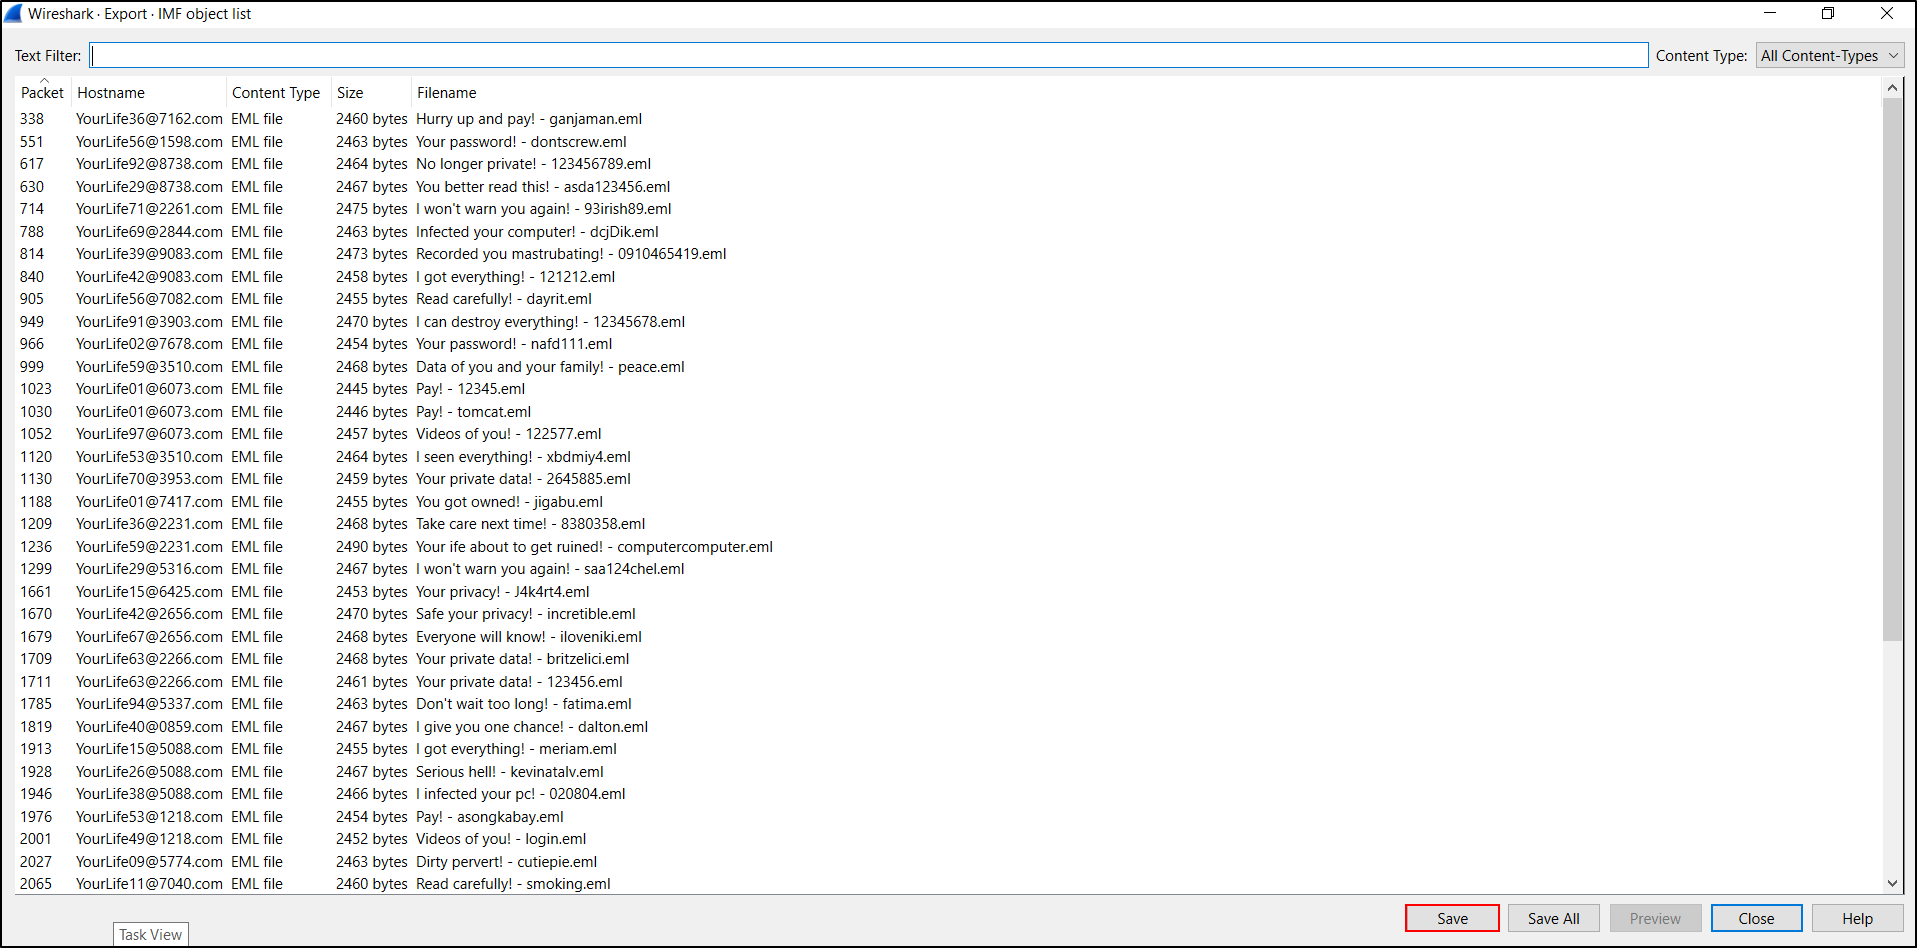 Wireshark · Export · IMF object list
Text Filter: Content Type: All Content-Types
Packet Hostname Content Type Size Filename
338 YourLife36@7162.com EML file 2460 bytes Hurry up and pay! - ganjaman.eml
551 YourLife56@1598.com EML file 2463 bytes Your password! - dontscrew.eml
617 YourLife92@8738.com EML file 2464 bytes No longer private! - 123456789.eml
630 YourLife29@8738.com EML file 2467 bytes You better read this! - asda123456.eml
714 YourLife71@2261.com EML file 2475 bytes I won't warn you again! - 93irish89.eml
788 YourLife69@2844.com EML file 2463 bytes Infected your computer! - dcjDik.eml
814 YourLife39@9083.com EML file 2473 bytes Recorded you mastrubating! - 0910465419.eml
840 YourLife42@9083.com EML file 2458 bytes I got everything! - 121212.eml
905 YourLife56@7082.com EML file 2455 bytes Read carefully! - dayrit.eml
949 YourLife91@3903.com EML file 2470 bytes I can destroy everything! - 12345678.eml
966 YourLife02@7678.com EML file 2454 bytes Your password! - nafd111.eml
999 YourLife59@3510.com EML file 2468 bytes Data of you and your family! - peace.eml
1023 YourLife01@6073.com EML file 2445 bytes Pay! - 12345.eml
1030 YourLife01@6073.com EML file 2446 bytes Pay! - tomcat.eml
1052 YourLife97@6073.com EML file 2457 bytes Videos of you! - 122577.eml
1120 YourLife53@3510.com EML file 2464 bytes I seen everything! - xbdmiy4.eml
1130 YourLife70@3953.com EML file 2459 bytes Your private data! - 2645885.eml
1188 YourLife01@7417.com EML file 2455 bytes You got owned! - jigabu.eml
1209 YourLife36@2231.com EML file 2468 bytes Take care next time! - 8380358.eml
1236 YourLife59@2231.com EML file 2490 bytes Your ife about to get ruined! - computercomputer.eml
1299 YourLife29@5316.com EML file 2467 bytes I won't warn you again! - saa124chel.eml
1661 YourLife15@6425.com EML file 2453 bytes Your privacy! - J4k4rt4.eml
1670 YourLife42@2656.com EML file 2470 bytes Safe your privacy! - incretible.eml
1679 YourLife67@2656.com EML file 2468 bytes Everyone will know! - iloveniki.eml
1709 YourLife63@2266.com EML file 2468 bytes Your private data! - britzelici.eml
1711 YourLife63@2266.com EML file 2461 bytes Your private data! - 123456.eml
1785 YourLife94@5337.com EML file 2463 bytes Don't wait too long! - fatima.eml
1819 YourLife40@0859.com EML file 2467 bytes I give you one chance! - dalton.eml
1913 YourLife15@5088.com EML file 2455 bytes I got everything! - meriam.eml
1928 YourLife26@5088.com EML file 2467 bytes Serious hell! - kevinatalv.eml
1946 YourLife38@5088.com EML file 2466 bytes I infected your pc! - 020804.eml
1976 YourLife53@1218.com EML file 2454 bytes Pay! - asongkabay.eml
2001 YourLife49@1218.com EML file 2452 bytes Videos of you! - login.eml
2027 YourLife09@5774.com EML file 2463 bytes Dirty pervert! - cutiepie.eml
2065 YourLife11@7040.com EML file 2460 bytes Read carefully! - smoking.eml
Save Save All Preview Close Help
Task View